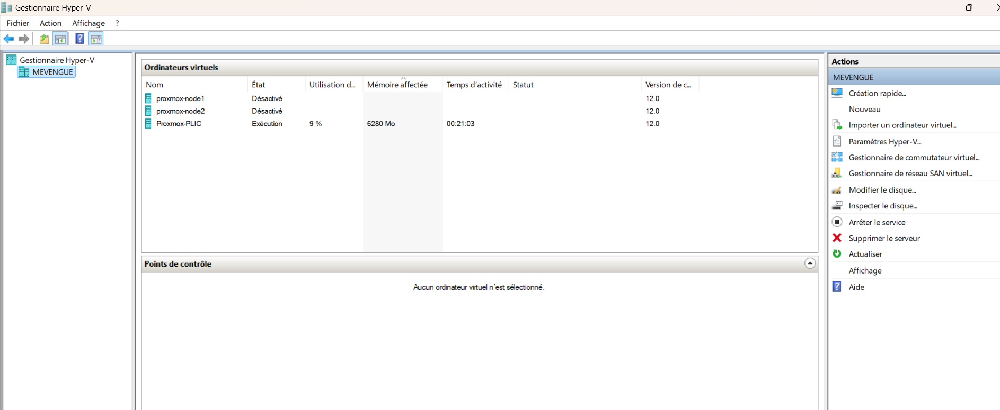 Gestionnaire Hyper-V
Fichier Action Affichage ?
Gestionnaire Hyper-V
MEVENGUE
Ordinateurs virtuels
Nom État Utilisation d... Mémoire affectée Temps d'activité Statut Version de c...
proxmox-node1 Désactivé 12.0
proxmox-node2 Désactivé 12.0
Proxmox-PLIC Exécution 9 % 6280 Mo 00:21:03 12.0
Points de contrôle
Aucun ordinateur virtuel n'est sélectionné.
Actions
MEVENGUE
Création rapide...
Nouveau
Importer un ordinateur virtuel...
Paramètres Hyper-V...
Gestionnaire de commutateur virtuel...
Gestionnaire de réseau SAN virtuel...
Modifier le disque...
Inspecter le disque...
Arrêter le service
Supprimer le serveur
Actualiser
Affichage
Aide